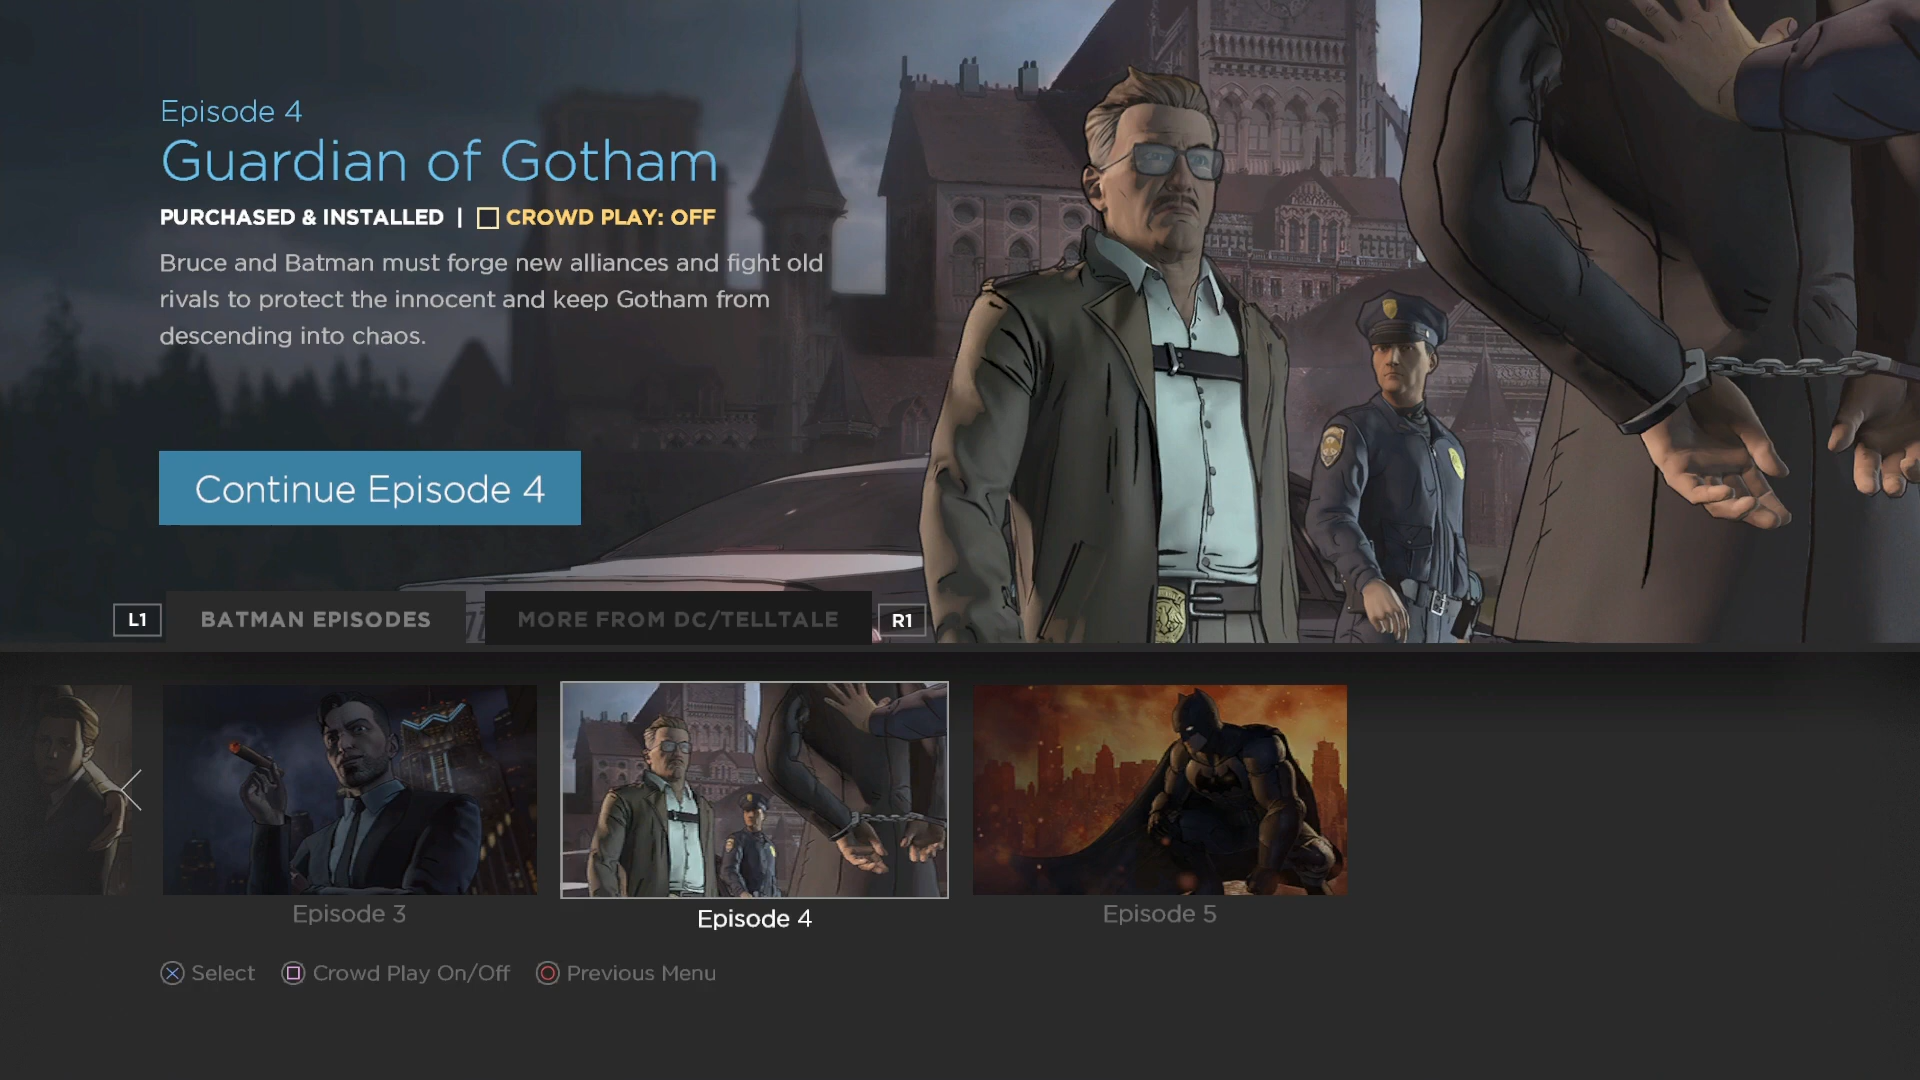 Episode 4
Guardian of Gotham
PURCHASED & INSTALLED | CROWD PLAY: OFF
Bruce and Batman must forge new alliances and fight old
rivals to protect the innocent and keep Gotham from
descending into chaos.
Continue Episode 4
L1 BATMAN EPISODES MORE FROM DC/TELLTALE R1
Episode 3
Episode 4
Episode 5
Select Crowd Play On/Off Previous Menu